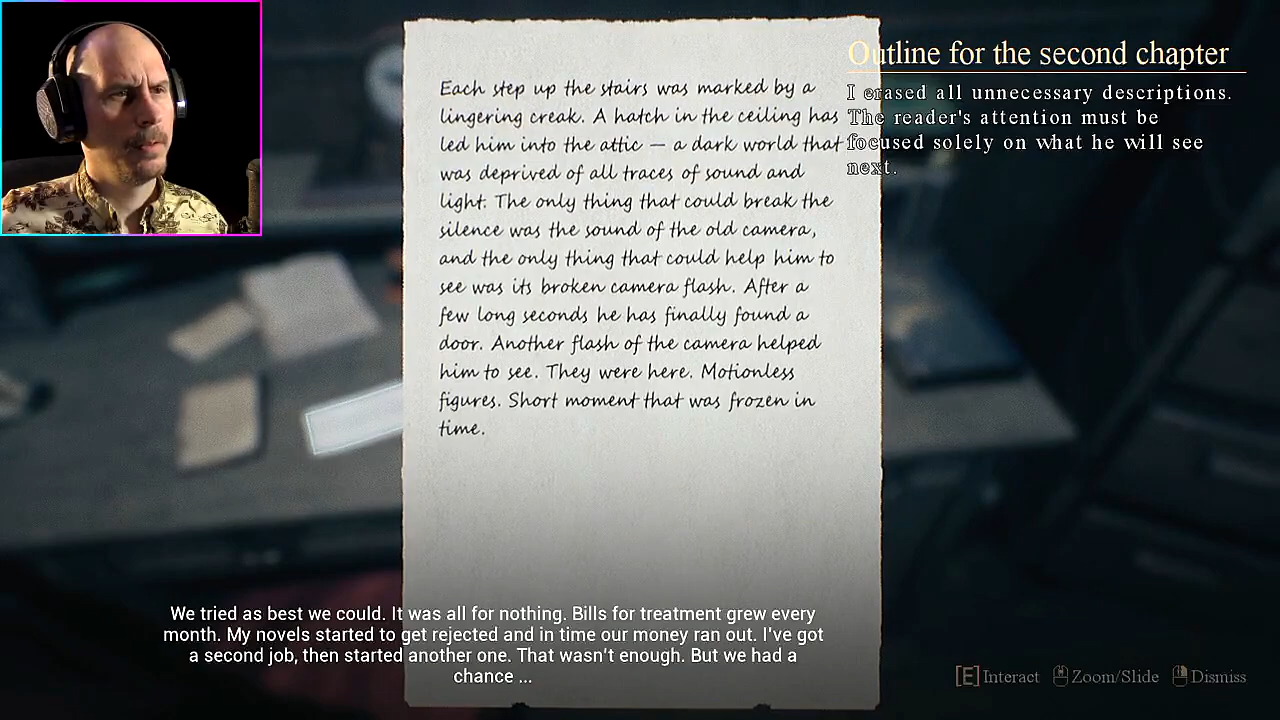 Outline for the second chapter
I erased all unnecessary descriptions.
The reader's attention must be
focused solely on what he will see
next.
Each step up the stairs was marked by a
lingering creak. A hatch in the ceiling has
led him into the attic — a dark world that
was deprived of all traces of sound and
light. The only thing that could break the
silence was the sound of the old camera,
and the only thing that could help him to
see was its broken camera flash. After a
few long seconds he has finally found a
door. Another flash of the camera helped
him to see. They were here. Motionless
figures. Short moment that was frozen in
time.
We tried as best we could. It was all for nothing. Bills for treatment grew every
month. My novels started to get rejected and in time our money ran out. I've got
a second job, then started another one. That wasn't enough. But we had a
chance ...
[E] Interact Zoom/Slide Dismiss